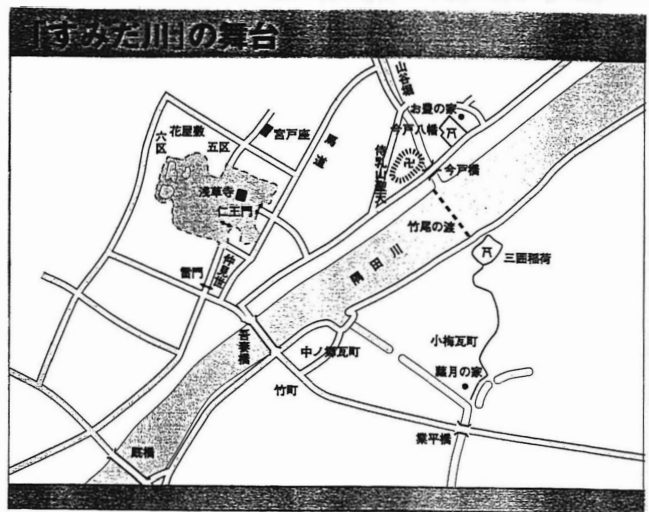 「すみだ川」の舞台
山谷堀
お豊の家
今戸八幡
花屋敷
六区
五区
宮戸座
馬道
待乳山聖天
卍
今戸橋
浅草寺
仁王門
竹屋の渡
隅田川
三囲稲荷
雷門
仲見世
吾妻橋
中ノ郷瓦町
小梅瓦町
蘿月の家
竹町
業平橋
厩橋